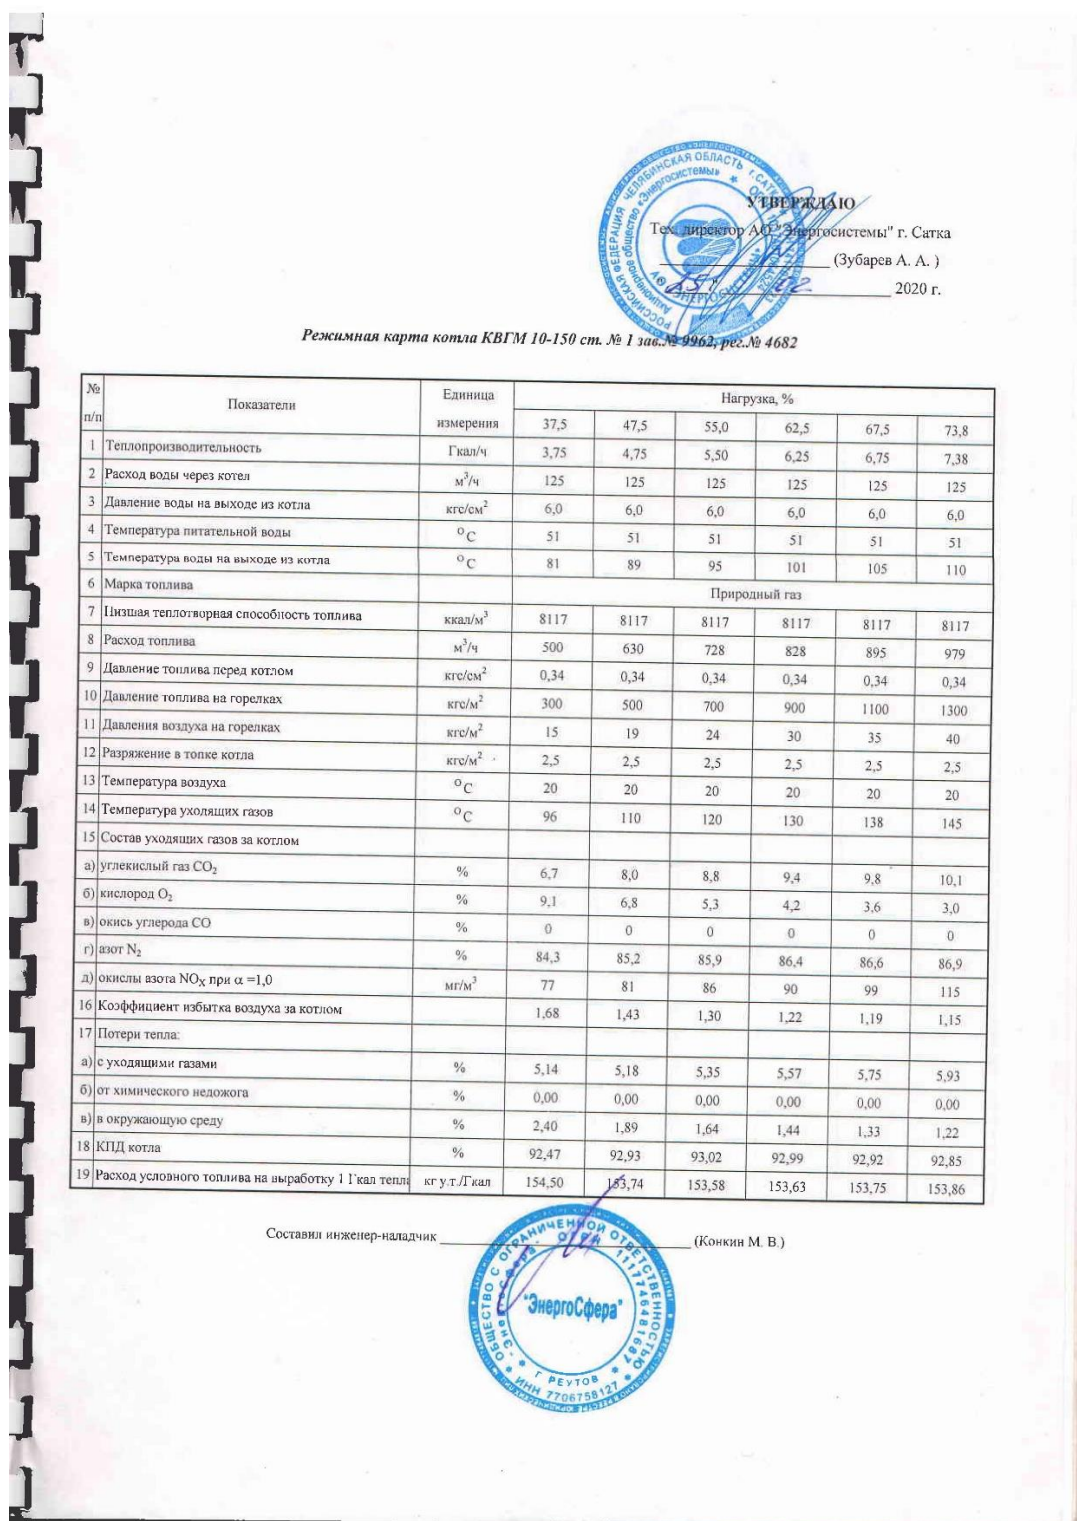 УТВЕРЖДАЮ
Тех. директор АО "Энергосистемы" г. Сатка
(Зубарев А. А. )
2020 г.
Режимная карта котла КВГМ 10-150 ст. № 1 зав.№ 9962, рег.№ 4682
№ п/п Показатели Единица измерения Нагрузка, %
37,5 47,5 55,0 62,5 67,5 73,8
1 Теплопроизводительность Гкал/ч 3,75 4,75 5,50 6,25 6,75 7,38
2 Расход воды через котел м³/ч 125 125 125 125 125 125
3 Давление воды на выходе из котла кгс/см² 6,0 6,0 6,0 6,0 6,0 6,0
4 Температура питательной воды °С 51 51 51 51 51 51
5 Температура воды на выходе из котла °С 81 89 95 101 105 110
6 Марка топлива Природный газ
7 Низшая теплотворная способность топлива ккал/м³ 8117 8117 8117 8117 8117 8117
8 Расход топлива м³/ч 500 630 728 828 895 979
9 Давление топлива перед котлом кгс/см² 0,34 0,34 0,34 0,34 0,34 0,34
10 Давление топлива на горелках кгс/м² 300 500 700 900 1100 1300
11 Давления воздуха на горелках кгс/м² 15 19 24 30 35 40
12 Разряжение в топке котла кгс/м² 2,5 2,5 2,5 2,5 2,5 2,5
13 Температура воздуха °С 20 20 20 20 20 20
14 Температура уходящих газов °С 96 110 120 130 138 145
15 Состав уходящих газов за котлом
а) углекислый газ CO₂ % 6,7 8,0 8,8 9,4 9,8 10,1
б) кислород O₂ % 9,1 6,8 5,3 4,2 3,6 3,0
в) окись углерода СО % 0 0 0 0 0 0
г) азот N₂ % 84,3 85,2 85,9 86,4 86,6 86,9
д) окислы азота NOₓ при α =1,0 мг/м³ 77 81 86 90 99 115
16 Коэффициент избытка воздуха за котлом 1,68 1,43 1,30 1,22 1,19 1,15
17 Потери тепла:
а) с уходящими газами % 5,14 5,18 5,35 5,57 5,75 5,93
б) от химического недожога % 0,00 0,00 0,00 0,00 0,00 0,00
в) в окружающую среду % 2,40 1,89 1,64 1,44 1,33 1,22
18 КПД котла % 92,47 92,93 93,02 92,99 92,92 92,85
19 Расход условного топлива на выработку 1 Гкал тепла кг у.т./Гкал 154,50 153,74 153,58 153,63 153,75 153,86
Составил инженер-наладчик (Конкин М. В.)
ОБЩЕСТВО С ОГРАНИЧЕННОЙ ОТВЕТСТВЕННОСТЬЮ
ОГРН 1117746481687
"ЭнергоСфера"
Г РЕУТОВ
ИНН 7706758127
РОССИЙСКАЯ ФЕДЕРАЦИЯ ЧЕЛЯБИНСКАЯ ОБЛАСТЬ г.САТКА
Акционерное общество «Энергосистемы»
АО "ЭНЕРГОСИСТЕМЫ"